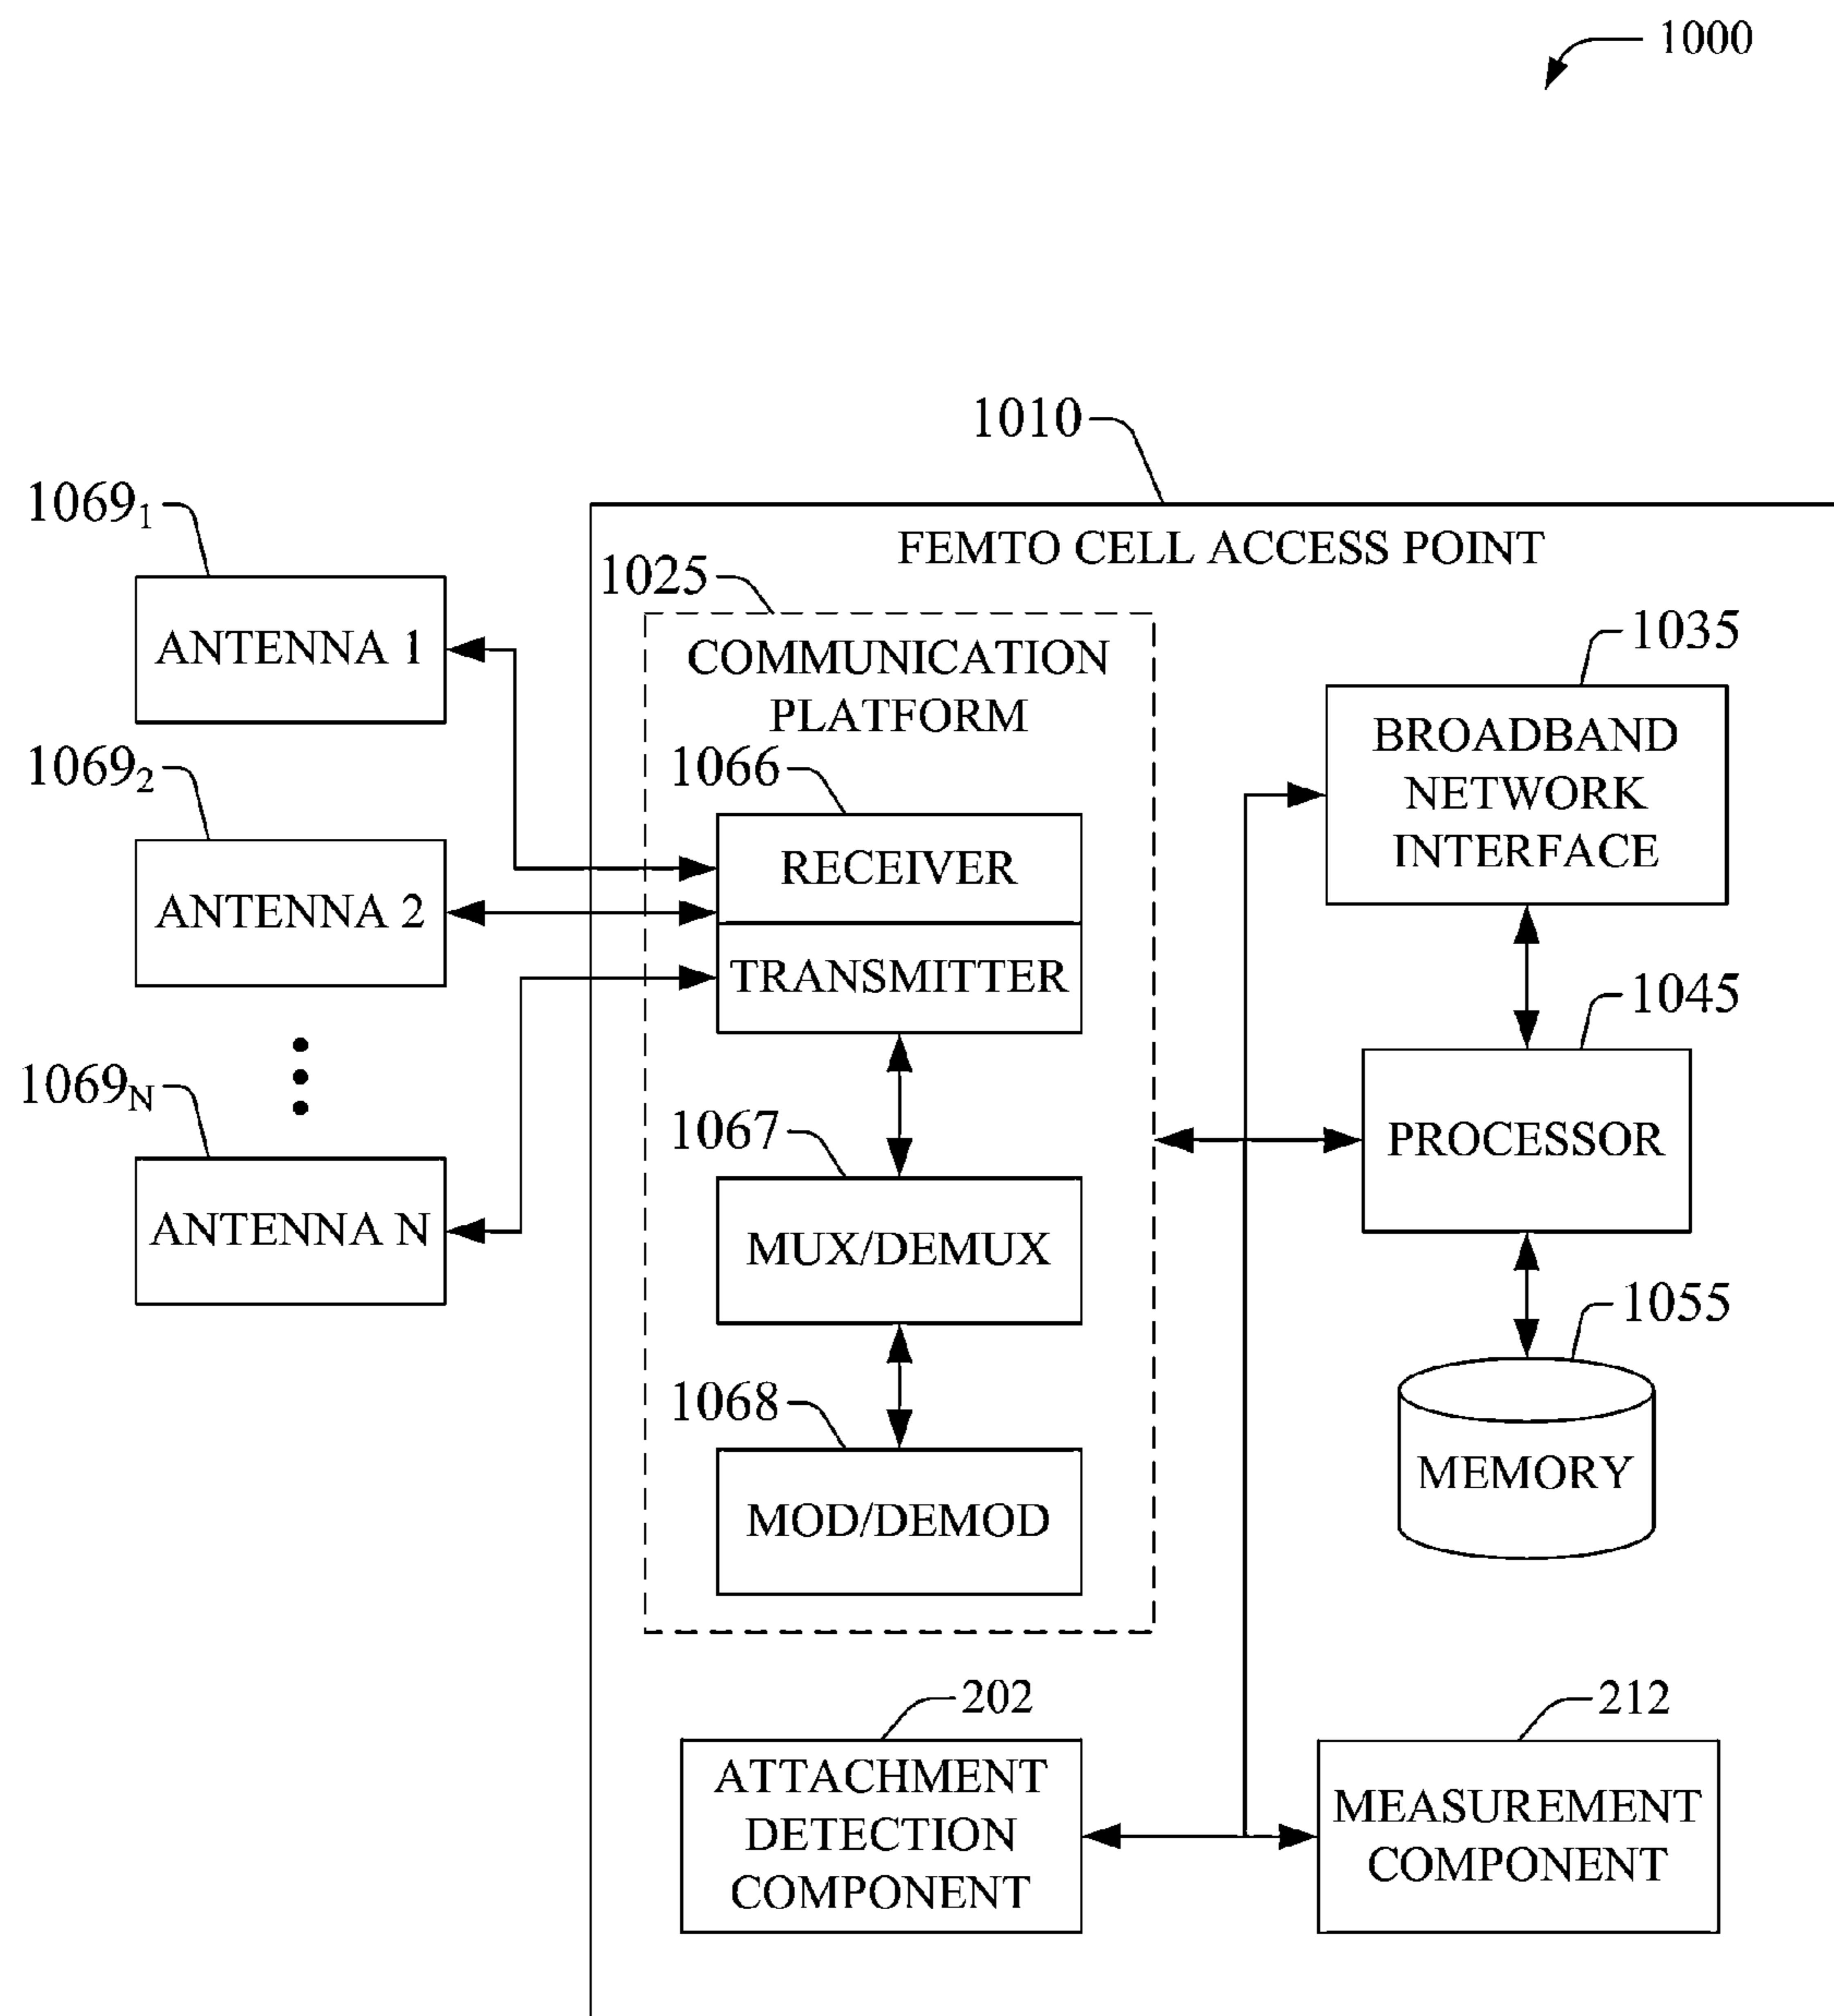 1000
1010
FEMTO CELL ACCESS POINT
1069₁
ANTENNA 1
1025
COMMUNICATION
PLATFORM
1035
BROADBAND
NETWORK
INTERFACE
1069₂
ANTENNA 2
1066
RECEIVER
TRANSMITTER
1045
PROCESSOR
1069N
ANTENNA N
1067
MUX/DEMUX
1055
MEMORY
1068
MOD/DEMOD
202
ATTACHMENT
DETECTION
COMPONENT
212
MEASUREMENT
COMPONENT